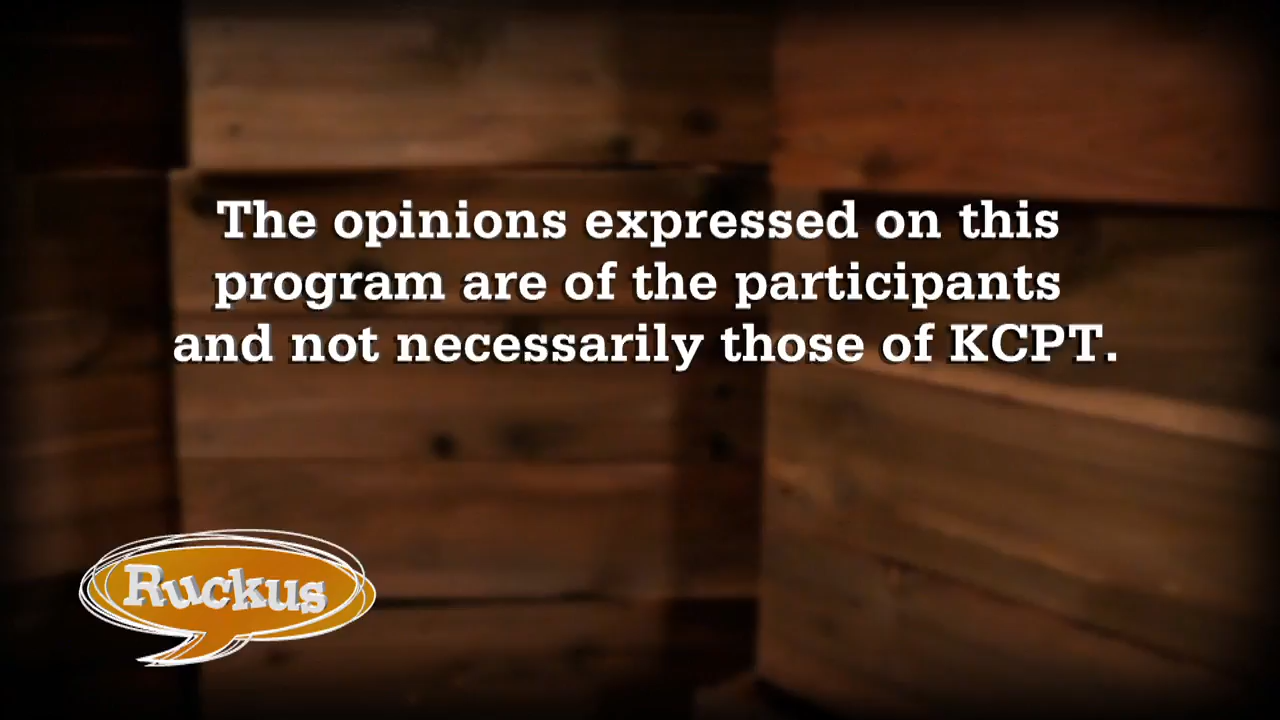 The opinions expressed on this
program are of the participants
and not necessarily those of KCPT.
Ruckus